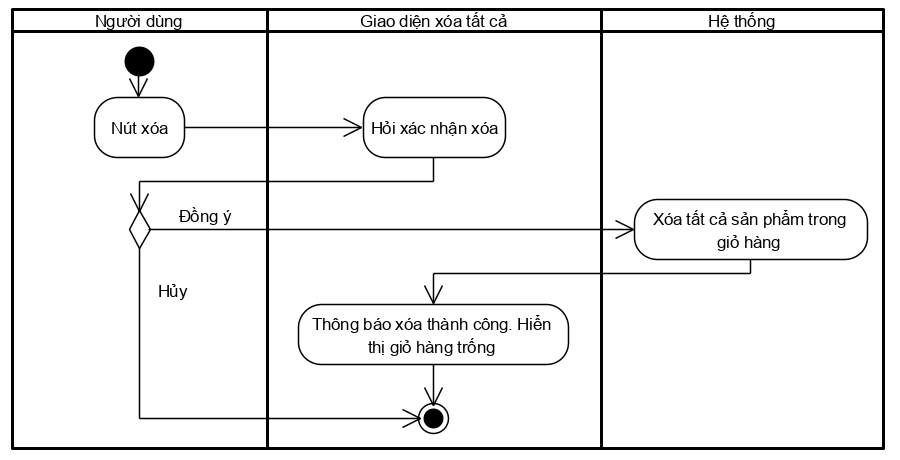 Người dùng
Giao diện xóa tất cả
Hệ thống
Nút xóa
Hỏi xác nhận xóa
Đồng ý
Xóa tất cả sản phẩm trong
giỏ hàng
Hủy
Thông báo xóa thành công. Hiển
thị giỏ hàng trống